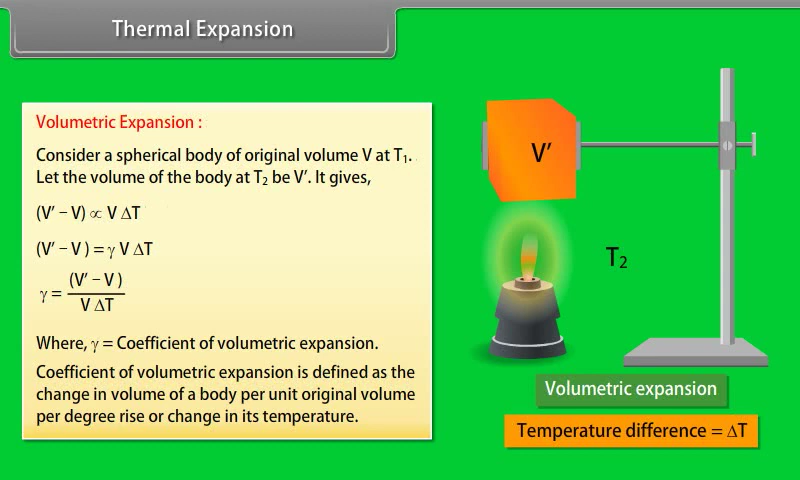 Thermal Expansion
Volumetric Expansion :
Consider a spherical body of original volume V at T₁.
Let the volume of the body at T₂ be V′. It gives,
(V′ − V) ∝ V ΔT
(V′ − V ) = γ V ΔT
γ = (V′ − V )
V ΔT
Where, γ = Coefficient of volumetric expansion.
Coefficient of volumetric expansion is defined as the
change in volume of a body per unit original volume
per degree rise or change in its temperature.
V′
T₂
Volumetric expansion
Temperature difference = ΔT